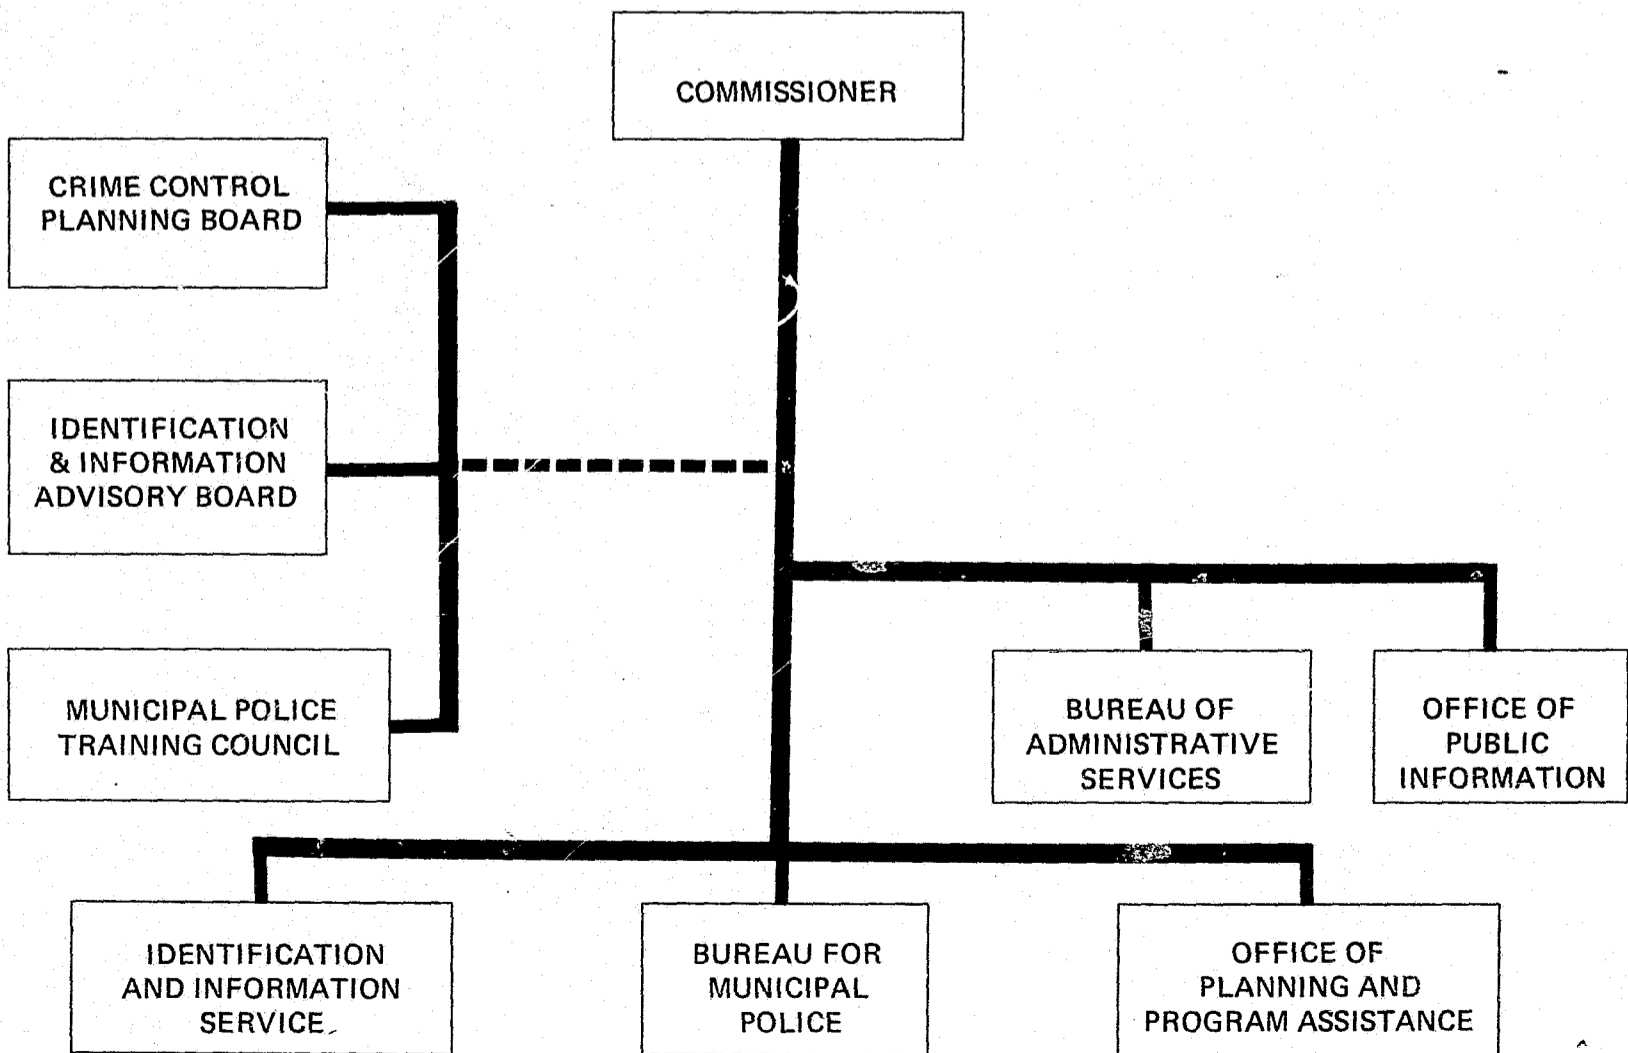 COMMISSIONER
CRIME CONTROL
PLANNING BOARD
IDENTIFICATION
& INFORMATION
ADVISORY BOARD
MUNICIPAL POLICE
TRAINING COUNCIL
BUREAU OF
ADMINISTRATIVE
SERVICES
OFFICE OF
PUBLIC
INFORMATION
IDENTIFICATION
AND INFORMATION
SERVICE
BUREAU FOR
MUNICIPAL
POLICE
OFFICE OF
PLANNING AND
PROGRAM ASSISTANCE